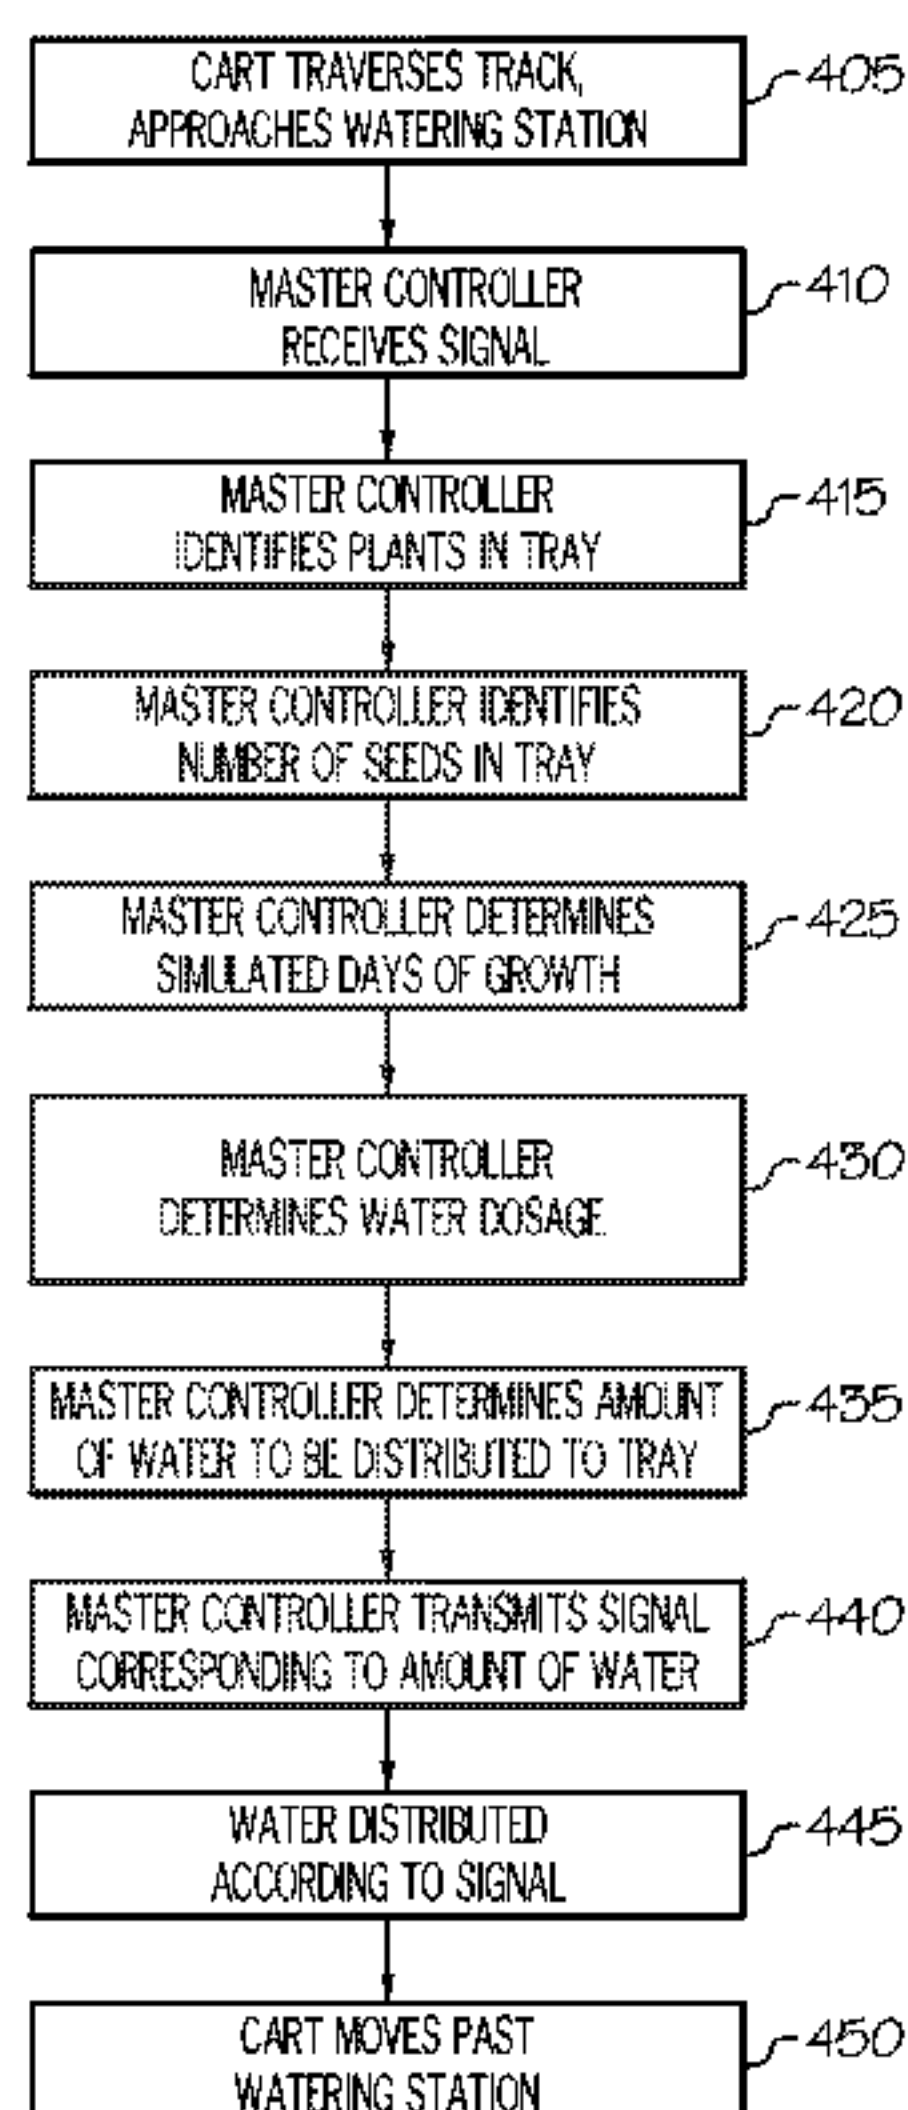 CART TRAVERSES TRACK,
APPROACHES WATERING STATION
405
MASTER CONTROLLER
RECEIVES SIGNAL
410
MASTER CONTROLLER
IDENTIFIES PLANTS IN TRAY
415
MASTER CONTROLLER IDENTIFIES
NUMBER OF SEEDS IN TRAY
420
MASTER CONTROLLER DETERMINES
SIMULATED DAYS OF GROWTH
425
MASTER CONTROLLER
DETERMINES WATER DOSAGE
430
MASTER CONTROLLER DETERMINES AMOUNT
OF WATER TO BE DISTRIBUTED TO TRAY
435
MASTER CONTROLLER TRANSMITS SIGNAL
CORRESPONDING TO AMOUNT OF WATER
440
WATER DISTRIBUTED
ACCORDING TO SIGNAL
445
CART MOVES PAST
WATERING STATION
450